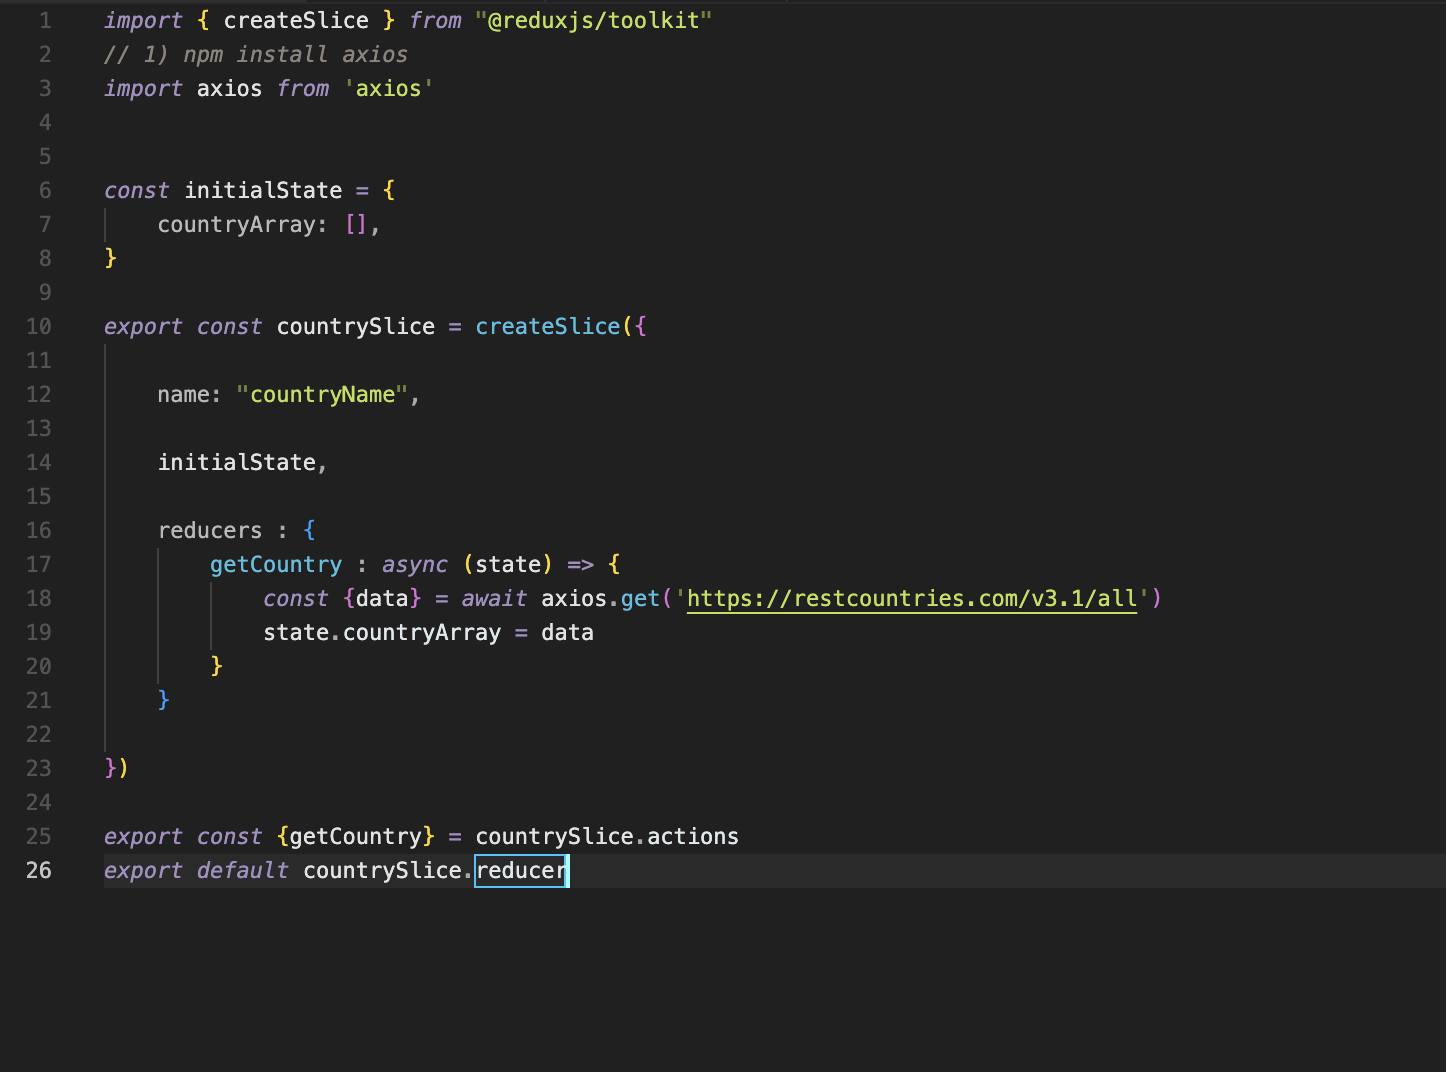 1 import { createSlice } from "@reduxjs/toolkit"
2 // 1) npm install axios
3 import axios from 'axios'
4
5
6 const initialState = {
7     countryArray: [],
8 }
9
10 export const countrySlice = createSlice({
11
12     name: "countryName",
13
14     initialState,
15
16     reducers : {
17         getCountry : async (state) => {
18             const {data} = await axios.get('https://restcountries.com/v3.1/all')
19             state.countryArray = data
20         }
21     }
22
23 })
24
25 export const {getCountry} = countrySlice.actions
26 export default countrySlice.reducer